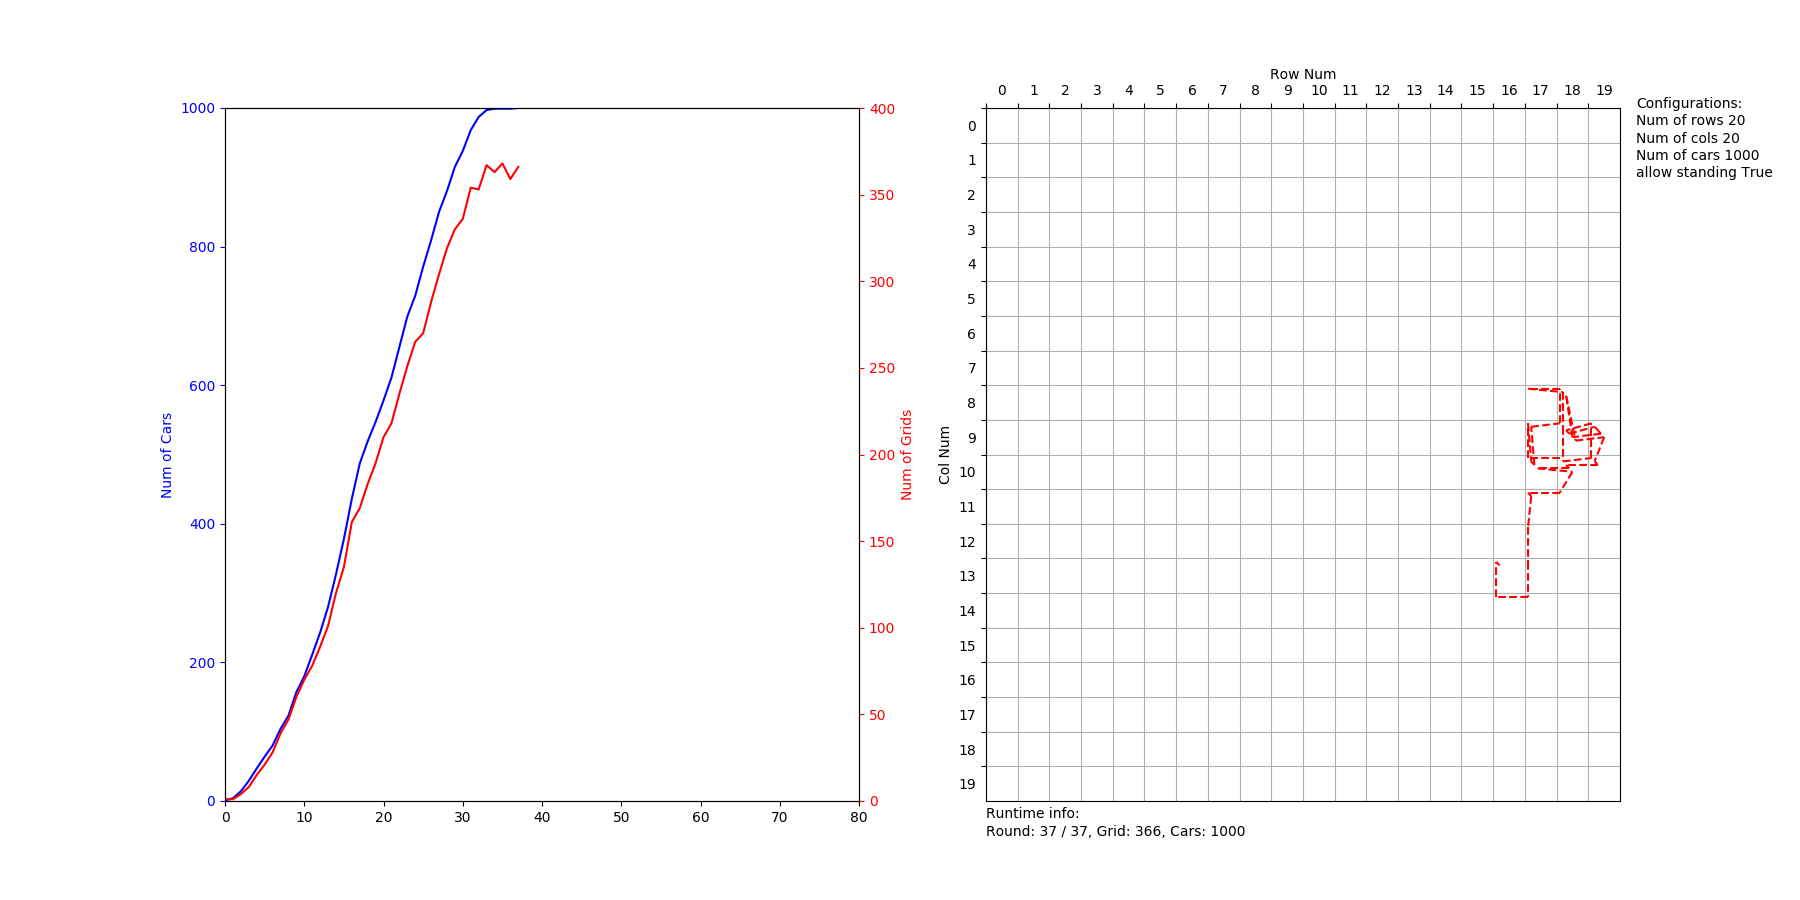 Num of Cars
1000
800
600
400
200
0
0 10 20 30 40 50 60 70 80
400
350
300
250
200
150
100
50
0
Num of Grids
Row Num
0 1 2 3 4 5 6 7 8 9 10 11 12 13 14 15 16 17 18 19
Col Num
0
1
2
3
4
5
6
7
8
9
10
11
12
13
14
15
16
17
18
19
Configurations:
Num of rows 20
Num of cols 20
Num of cars 1000
allow standing True
Runtime info:
Round: 37 / 37, Grid: 366, Cars: 1000